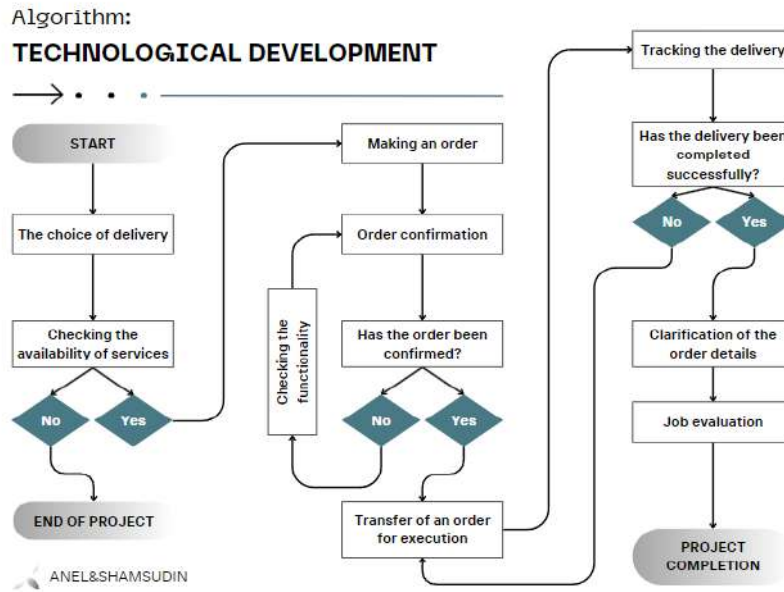 Algorithm:
TECHNOLOGICAL DEVELOPMENT
START
The choice of delivery
Checking the
availability of services
No
Yes
END OF PROJECT
ANEL&SHAMSUDIN
Making an order
Order confirmation
Checking the
functionality
Has the order been
confirmed?
No
Yes
Transfer of an order
for execution
Tracking the delivery
Has the delivery been
completed
successfully?
No
Yes
Clarification of the
order details
Job evaluation
PROJECT
COMPLETION